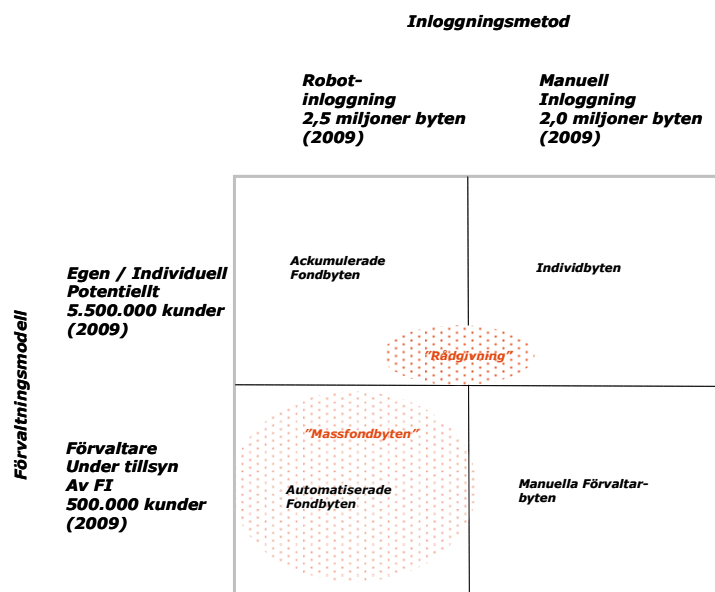 Inloggningsmetod
Robot-
inloggning
2,5 miljoner byten
(2009)
Manuell
Inloggning
2,0 miljoner byten
(2009)
Förvaltningsmodell
Egen / Individuell
Potentiellt
5.500.000 kunder
(2009)
Ackumulerade
Fondbyten
Individbyten
"Rådgivning"
Förvaltare
Under tillsyn
Av FI
500.000 kunder
(2009)
"Massfondbyten"
Automatiserade
Fondbyten
Manuella Förvaltar-
byten